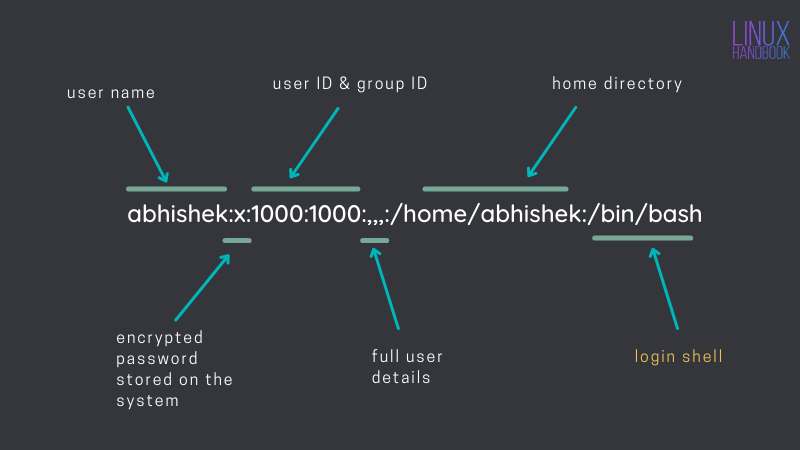 LINUX
HANDBOOK
user name
user ID & group ID
home directory
abhishek:x:1000:1000:,,,:/home/abhishek:/bin/bash
encrypted
password
stored on the
system
full user
details
login shell